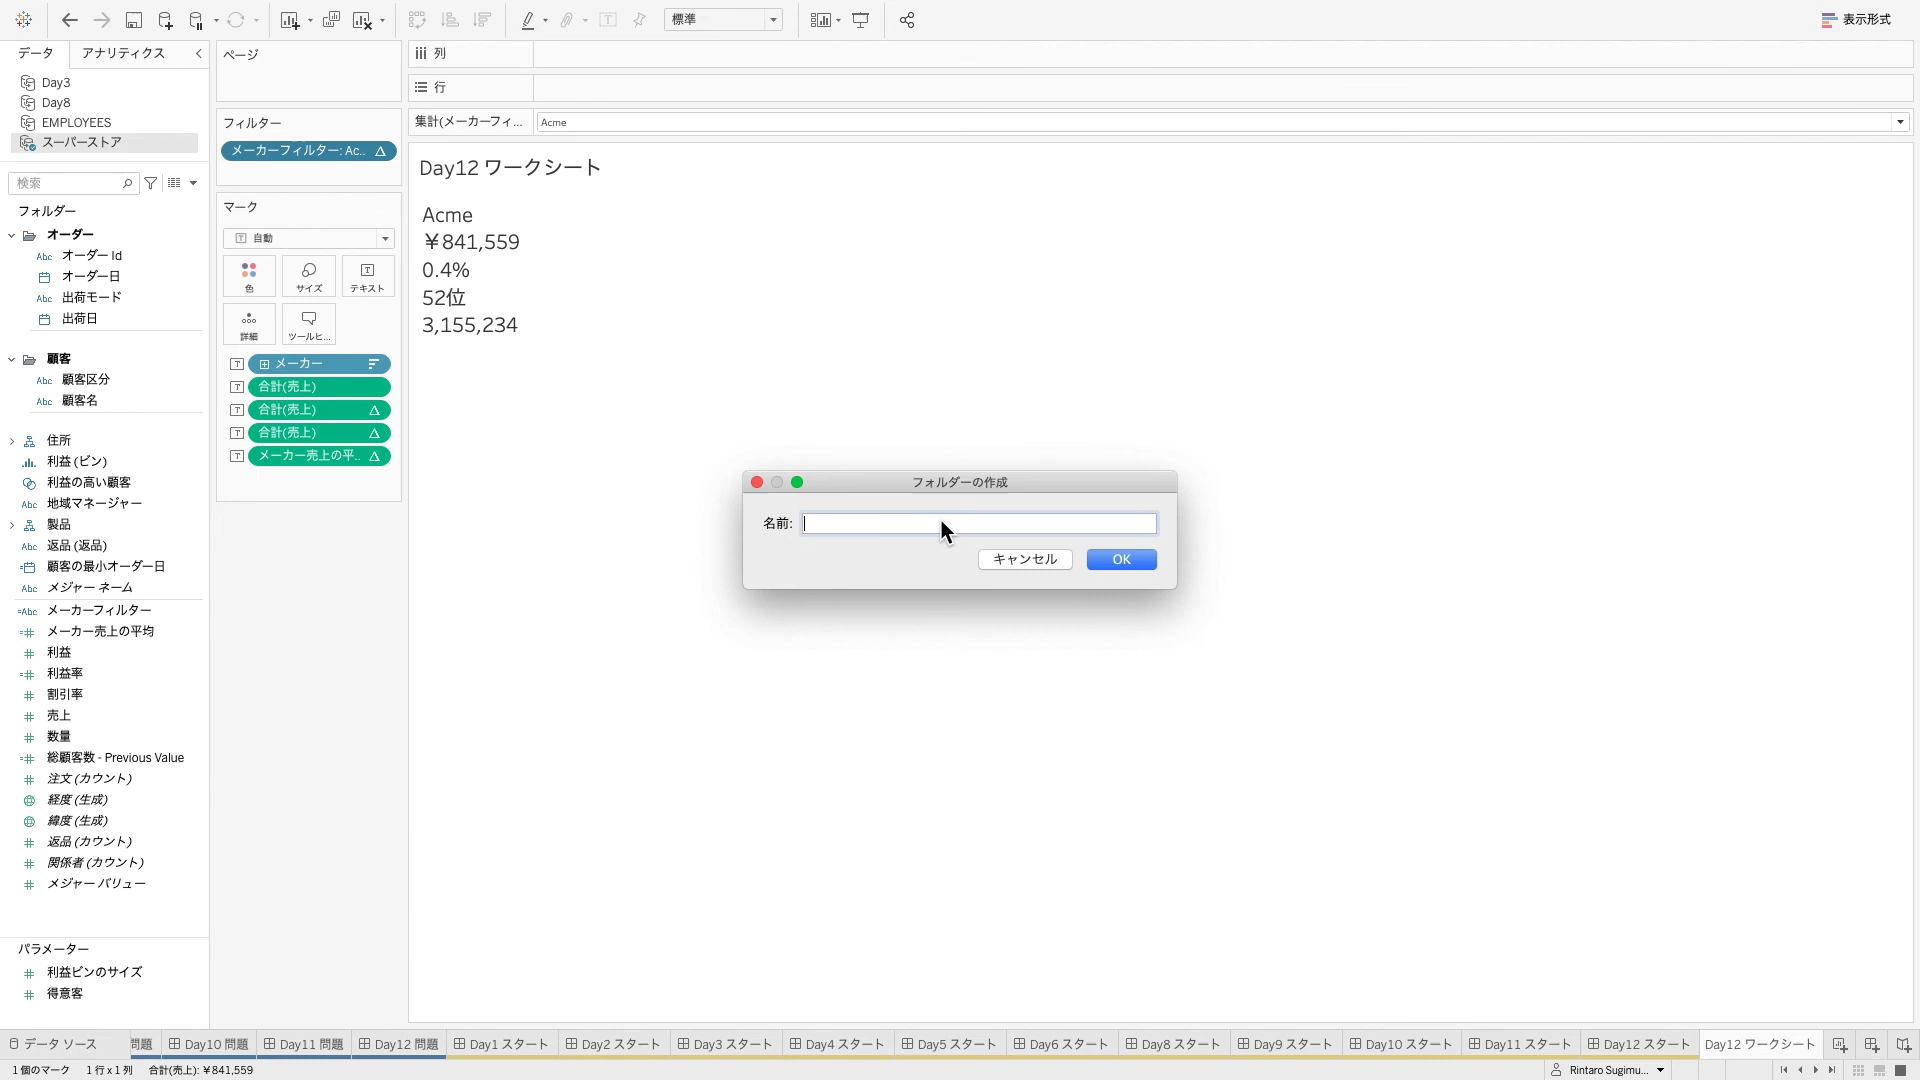 標準
表示形式
データ
アナリティクス
Day3
Day8
EMPLOYEES
スーパーストア
検索
フォルダー
オーダー
Abc オーダー Id
オーダー日
Abc 出荷モード
出荷日
顧客
Abc 顧客区分
Abc 顧客名
住所
利益 (ビン)
利益の高い顧客
Abc 地域マネージャー
製品
Abc 返品 (返品)
顧客の最小オーダー日
Abc メジャー ネーム
=Abc メーカーフィルター
メーカー売上の平均
利益
利益率
割引率
売上
数量
総顧客数 - Previous Value
注文 (カウント)
経度 (生成)
緯度 (生成)
返品 (カウント)
関係者 (カウント)
メジャー バリュー
パラメーター
利益ビンのサイズ
得意客
ページ
フィルター
メーカーフィルター: Ac..
マーク
自動
色
サイズ
テキスト
詳細
ツールヒ...
メーカー
合計(売上)
合計(売上)
合計(売上)
メーカー売上の平..
列
行
集計(メーカーフィ...
Acme
Day12 ワークシート
Acme
￥841,559
0.4%
52位
3,155,234
フォルダーの作成
名前:
キャンセル
OK
データ ソース
問題
Day10 問題
Day11 問題
Day12 問題
Day1 スタート
Day2 スタート
Day3 スタート
Day4 スタート
Day5 スタート
Day6 スタート
Day8 スタート
Day9 スタート
Day10 スタート
Day11 スタート
Day12 スタート
Day12 ワークシート
1 個のマーク
1 行 x 1 列
合計(売上): ￥841,559
Rintaro Sugimu...